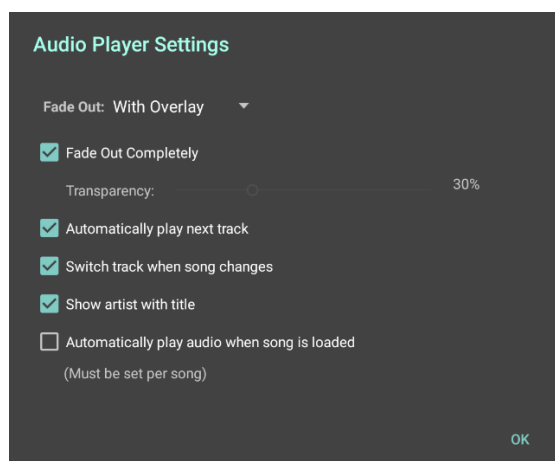 Audio Player Settings
Fade Out: With Overlay
Fade Out Completely
Transparency: 30%
Automatically play next track
Switch track when song changes
Show artist with title
Automatically play audio when song is loaded
(Must be set per song)
OK